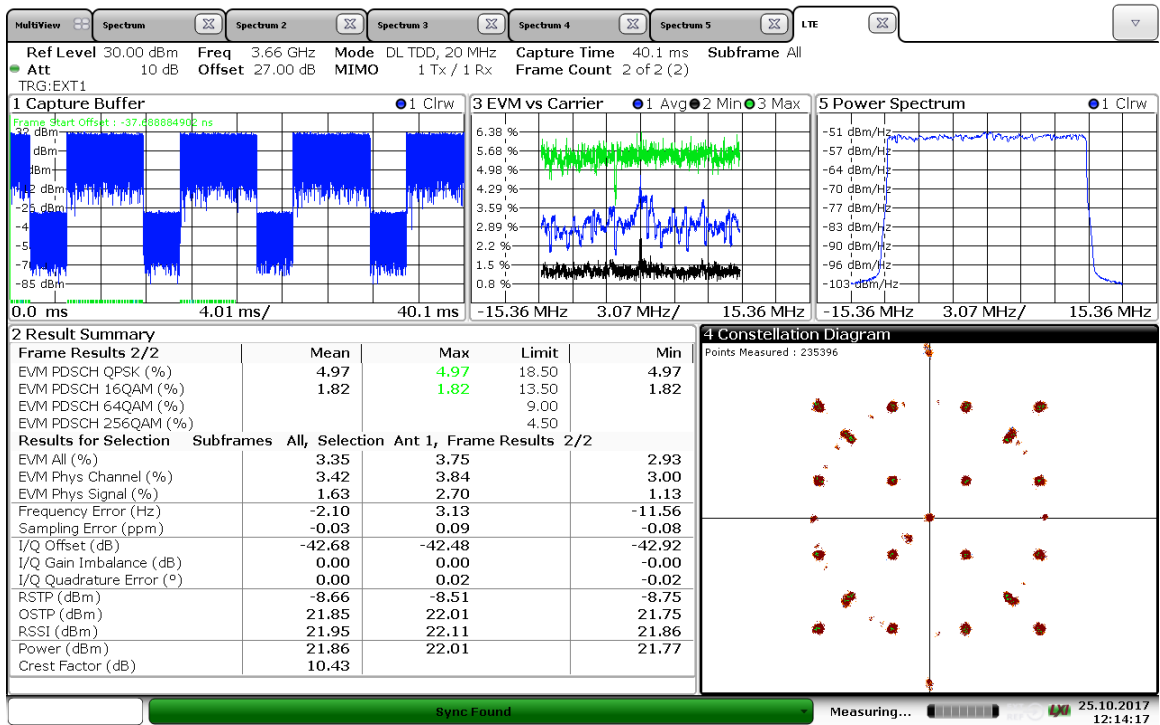 MultiView Spectrum Spectrum 2 Spectrum 3 Spectrum 4 Spectrum 5 LTE
Ref Level 30.00 dBm Freq 3.66 GHz Mode DL TDD, 20 MHz Capture Time 40.1 ms Subframe All
Att 10 dB Offset 27.00 dB MIMO 1 Tx / 1 Rx Frame Count 2 of 2 (2)
TRG:EXT1
1 Capture Buffer 1 Clrw
Frame Start Offset : -37.688884902 ns
32 dBm
dBm
dBm
dBm
-26 dBm
-85 dBm
0.0 ms 4.01 ms/ 40.1 ms
3 EVM vs Carrier 1 Avg 2 Min 3 Max
6.38 %
5.68 %
4.98 %
4.29 %
3.59 %
2.89 %
2.2 %
1.5 %
0.8 %
-15.36 MHz 3.07 MHz/ 15.36 MHz
5 Power Spectrum 1 Clrw
-51 dBm/Hz
-57 dBm/Hz
-64 dBm/Hz
-70 dBm/Hz
-77 dBm/Hz
-83 dBm/Hz
-90 dBm/Hz
-96 dBm/Hz
-103 dBm/Hz
-15.36 MHz 3.07 MHz/ 15.36 MHz
2 Result Summary
Frame Results 2/2 Mean Max Limit Min
EVM PDSCH QPSK (%) 4.97 4.97 18.50 4.97
EVM PDSCH 16QAM (%) 1.82 1.82 13.50 1.82
EVM PDSCH 64QAM (%) 9.00
EVM PDSCH 256QAM (%) 4.50
Results for Selection Subframes All, Selection Ant 1, Frame Results 2/2
EVM All (%) 3.35 3.75 2.93
EVM Phys Channel (%) 3.42 3.84 3.00
EVM Phys Signal (%) 1.63 2.70 1.13
Frequency Error (Hz) -2.10 3.13 -11.56
Sampling Error (ppm) -0.03 0.09 -0.08
I/Q Offset (dB) -42.68 -42.48 -42.92
I/Q Gain Imbalance (dB) 0.00 0.00 -0.00
I/Q Quadrature Error (°) 0.00 0.02 -0.02
RSTP (dBm) -8.66 -8.51 -8.75
OSTP (dBm) 21.85 22.01 21.75
RSSI (dBm) 21.95 22.11 21.86
Power (dBm) 21.86 22.01 21.77
Crest Factor (dB) 10.43
4 Constellation Diagram
Points Measured : 235396
Sync Found
Measuring...
REF
LXI
25.10.2017
12:14:17